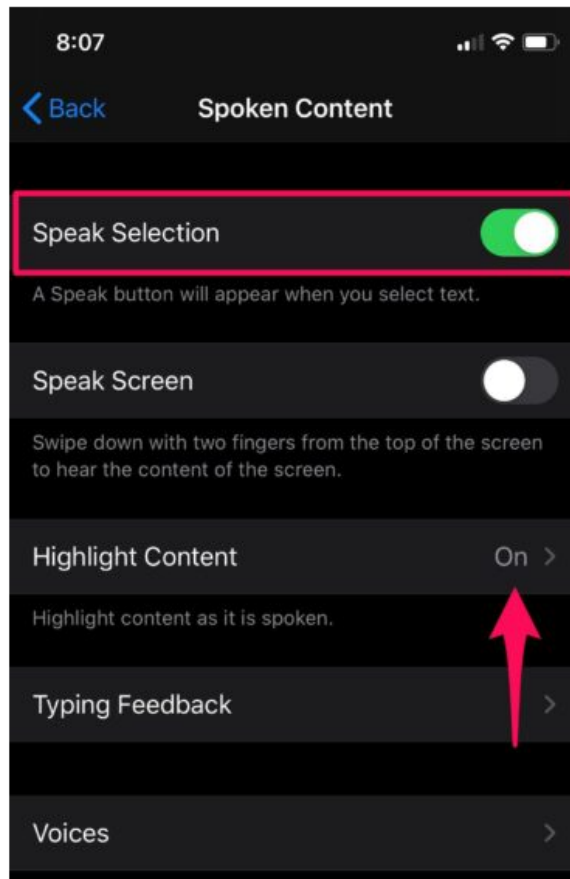 8:07
Back
Spoken Content
Speak Selection
A Speak button will appear when you select text.
Speak Screen
Swipe down with two fingers from the top of the screen
to hear the content of the screen.
Highlight Content On
Highlight content as it is spoken.
Typing Feedback
Voices